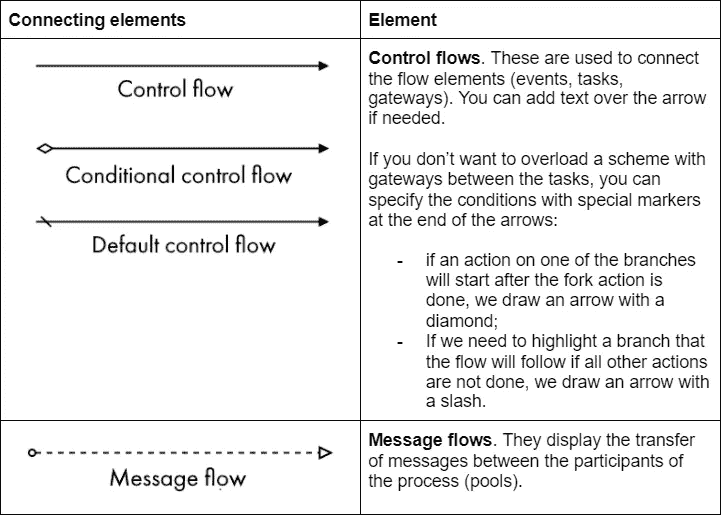 Connecting elements
Element
Control flow
Conditional control flow
Default control flow
Control flows. These are used to connect
the flow elements (events, tasks,
gateways). You can add text over the arrow
if needed.
If you don't want to overload a scheme with
gateways between the tasks, you can
specify the conditions with special markers
at the end of the arrows:
- if an action on one of the branches
will start after the fork action is
done, we draw an arrow with a
diamond;
- If we need to highlight a branch that
the flow will follow if all other actions
are not done, we draw an arrow with
a slash.
Message flow
Message flows. They display the transfer
of messages between the participants of
the process (pools).